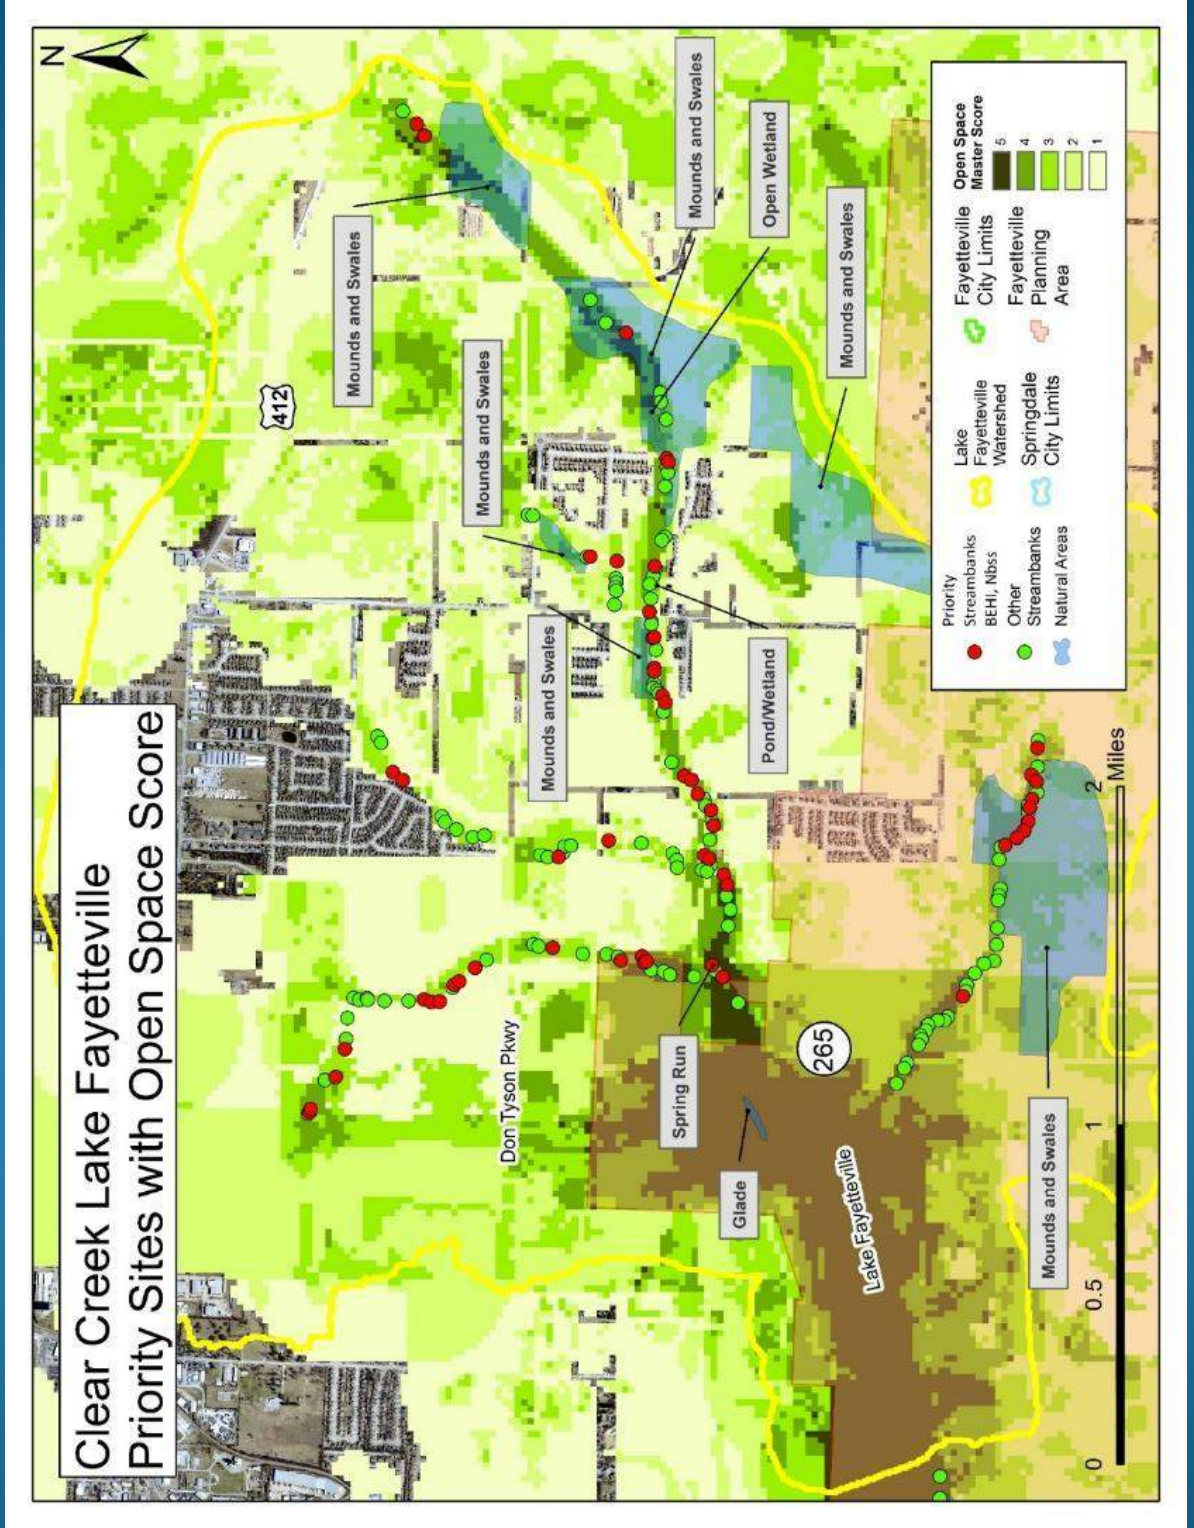 Clear Creek Lake Fayetteville
Priority Sites with Open Space Score
N
412
Mounds and Swales
Mounds and Swales
Mounds and Swales
Mounds and Swales
Open Wetland
Mounds and Swales
Pond/Wetland
Don Tyson Pkwy
Spring Run
Glade
265
Lake Fayetteville
Mounds and Swales
0
0.5
1
2
Miles
Priority
Streambanks
BEHI, Nbss
Other
Streambanks
Natural Areas
Lake
Fayetteville
Watershed
Springdale
City Limits
Fayetteville
City Limits
Fayetteville
Planning
Area
Open Space
Master Score
5
4
3
2
1